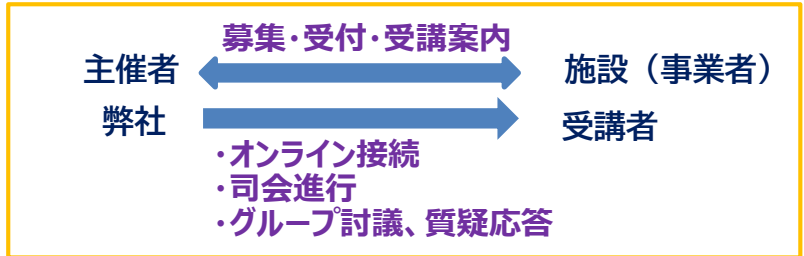 募集・受付・受講案内
主催者 施設（事業者）
弊社 受講者
・オンライン接続
・司会進行
・グループ討議、質疑応答